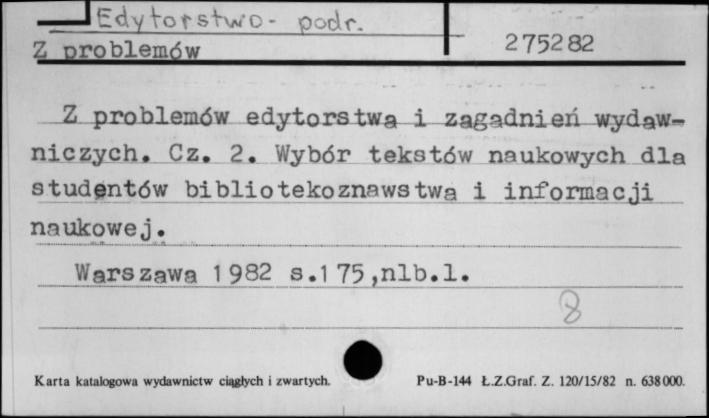 Edytorstwo - podr.
Z problemów
275282
Z problemów edytorstwa i zagadnień wydaw-
niczych. Cz. 2. Wybór tekstów naukowych dla
studentów bibliotekoznawstwa i informacji
naukowej.
Warszawa 1982 s.175,nlb.1.
8
Karta katalogowa wydawnictw ciągłych i zwartych.
Pu-B-144 Ł.Z.Graf. Z. 120/15/82 n. 638000.